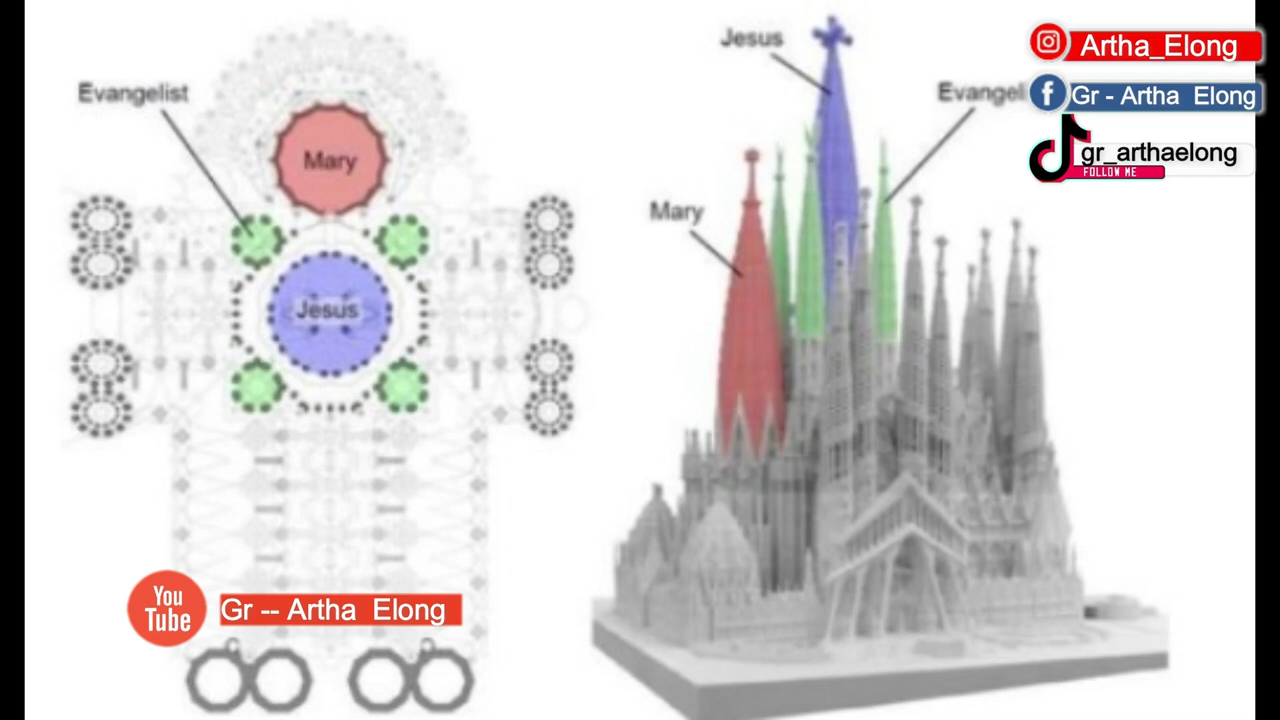 Evangelist
Mary
Jesus
Jesus
Evangeli
Mary
Artha_Elong
Gr - Artha Elong
gr_arthaelong
FOLLOW ME
You
Tube
Gr -- Artha Elong